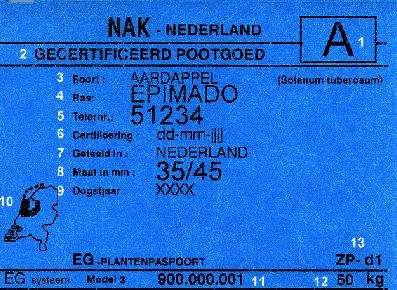 NAK - NEDERLAND
A 1
2 GECERTIFICEERD POOTGOED
3 Soort : AARDAPPEL (Solanum tuberosum)
4 Ras: EPIMADO
5 Telernr.: 51234
6 Certificering : dd-mm-jjjj
7 Geteeld in : NEDERLAND
8 Maat in mm : 35/45
9 Oogstjaar : XXXX
10
13
EG -PLANTENPASPOORT ZP- d1
EG systeem Model 3 900.000.001 11 12 50 kg